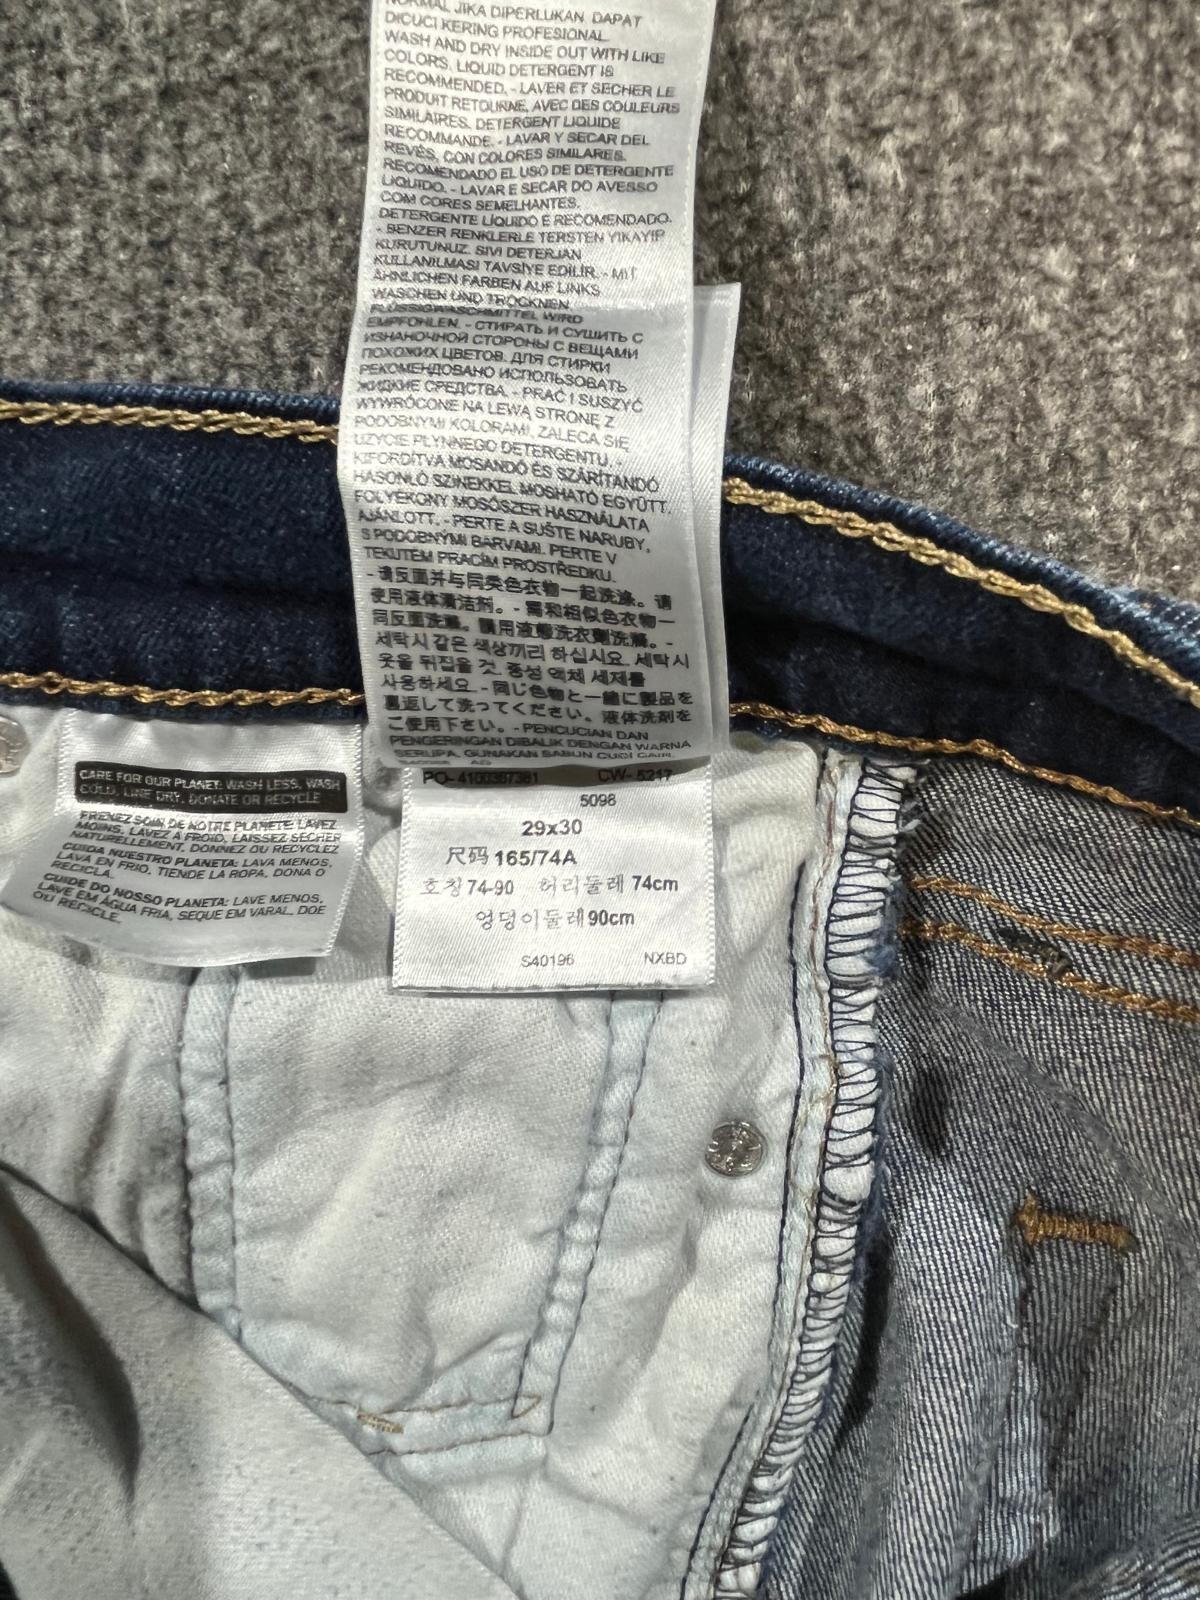 NORMAL JIKA DIPERLUKAN. DAPAT
DICUCI KERING PROFESIONAL.
WASH AND DRY INSIDE OUT WITH LIKE
COLORS. LIQUID DETERGENT IS
RECOMMENDED. - LAVER ET SECHER LE
PRODUIT RETOURNE, AVEC DES COULEURS
SIMILAIRES. DETERGENT LIQUIDE
RECOMMANDE. - LAVAR Y SECAR DEL
REVÉS, CON COLORES SIMILARES.
RECOMENDADO EL USO DE DETERGENTE
LIQUIDO. - LAVAR E SECAR DO AVESSO
COM CORES SEMELHANTES.
DETERGENTE LÍQUIDO É RECOMENDADO.
- BENZER RENKLERLE TERSTEN YIKAYIP
KURUTUNUZ. SIVI DETERJAN
KULLANILMASI TAVSİYE EDİLİR. - MIT
ÄHNLICHEN FARBEN AUF LINKS
WASCHEN UND TROCKNEN.
FLÜSSIGWASCHMITTEL WIRD
EMPFOHLEN. - СТИРАТЬ И СУШИТЬ С
ИЗНАНОЧНОЙ СТОРОНЫ С ВЕЩАМИ
ПОХОЖИХ ЦВЕТОВ. ДЛЯ СТИРКИ
РЕКОМЕНДОВАНО ИСПОЛЬЗОВАТЬ
ЖИДКИЕ СРЕДСТВА. - PRAĆ I SUSZYĆ
WYWRÓCONE NA LEWĄ STRONĘ Z
PODOBNYMI KOLORAMI. ZALECA SIĘ
UŻYCIE PŁYNNEGO DETERGENTU. -
KIFORDÍTVA MOSANDÓ ÉS SZÁRÍTANDÓ
HASONLÓ SZINEKKEL MOSHATÓ EGYÜTT.
FOLYÉKONY MOSÓSZER HASZNÁLATA
AJÁNLOTT. - PERTE A SUŠTE NARUBY,
S PODOBNÝMI BARVAMI. PERTE V
TEKUTÉM PRACÍM PROSTŘEDKU.
- 请反面并与同类色衣物一起洗涤。请
使用液体清洁剂。- 需和相似色衣物一
同反面洗滌。請用液態洗衣劑洗滌。-
세탁시 같은 색상끼리 하십시요. 세탁시
옷을 뒤집을 것. 중성 액체 세제를
사용하세요. - 同じ色物と一緒に製品を
裏返して洗ってください。液体洗剤を
ご使用下さい。- PENCUCIAN DAN
PENGERINGAN DIBALIK DENGAN WARNA
SERUPA. GUNAKAN SABUN CUCI CAIR.
PO- CW- 5217
5098
29x30
尺码 165/74A
호칭 74-90 허리둘레 74cm
엉덩이둘레 90cm
S40196 NXBD
CARE FOR OUR PLANET: WASH LESS, WASH
COLD, LINE DRY, DONATE OR RECYCLE
PRENEZ SOIN DE NOTRE PLANÈTE: LAVEZ
MOINS, LAVEZ À FROID, LAISSEZ SÉCHER
NATURELLEMENT, DONNEZ OU RECYCLEZ
CUIDA NUESTRO PLANETA: LAVA MENOS,
LAVA EN FRÍO, TIENDE LA ROPA, DONA O
RECICLA.
CUIDE DO NOSSO PLANETA: LAVE MENOS,
LAVE EM ÁGUA FRIA, SEQUE EM VARAL, DOE
OU RECICLE.